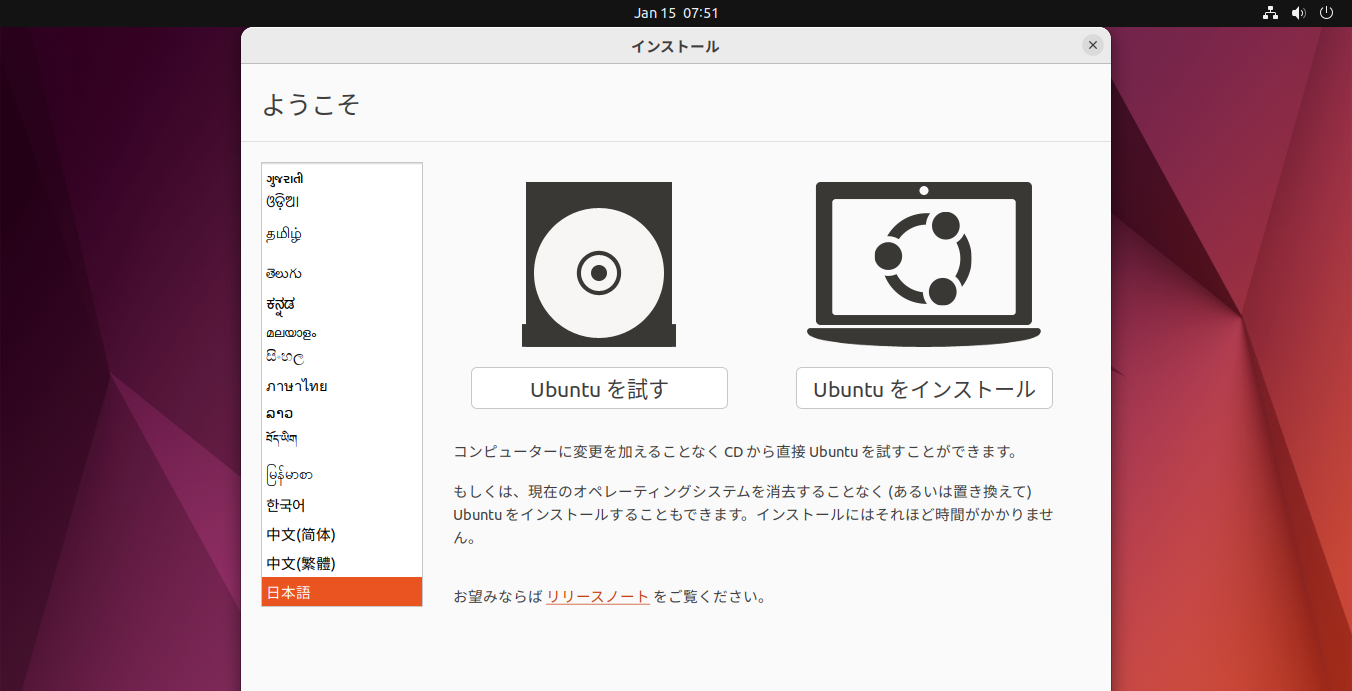 Jan 15 07:51
インストール
ようこそ
ગુજરાતી
ଓଡ଼ିଆ
தமிழ்
తెలుగు
ಕನ್ನಡ
മലയാളം
සිංහල
ภาษาไทย
ລາວ
བོད་ཡིག
မြန်မာစာ
한국어
中文(简体)
中文(繁體)
日本語
Ubuntu を試す
Ubuntu をインストール
コンピューターに変更を加えることなく CD から直接 Ubuntu を試すことができます。
もしくは、現在のオペレーティングシステムを消去することなく (あるいは置き換えて)
Ubuntu をインストールすることもできます。インストールにはそれほど時間がかかりませ
ん。
お望みならば リリースノート をご覧ください。